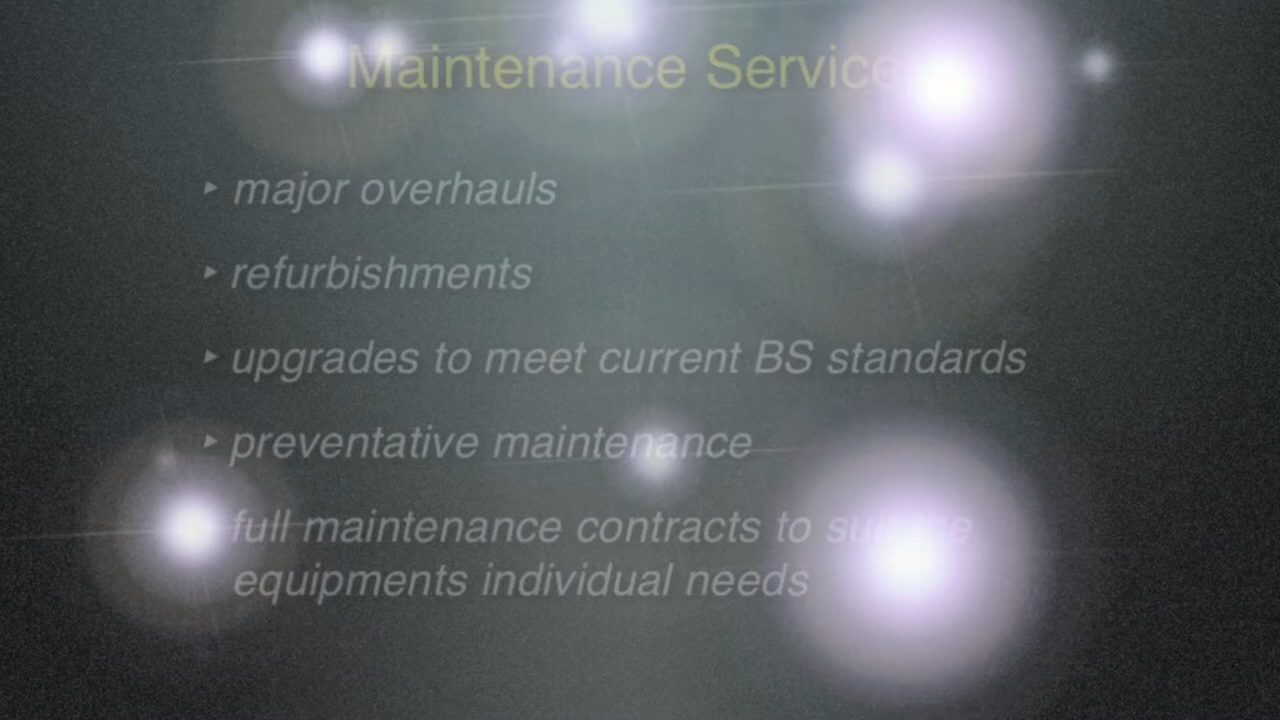 Maintenance Service
▸ major overhauls
▸ refurbishments
▸ upgrades to meet current BS standards
▸ preventative maintenance
full maintenance contracts to
equipments individual needs